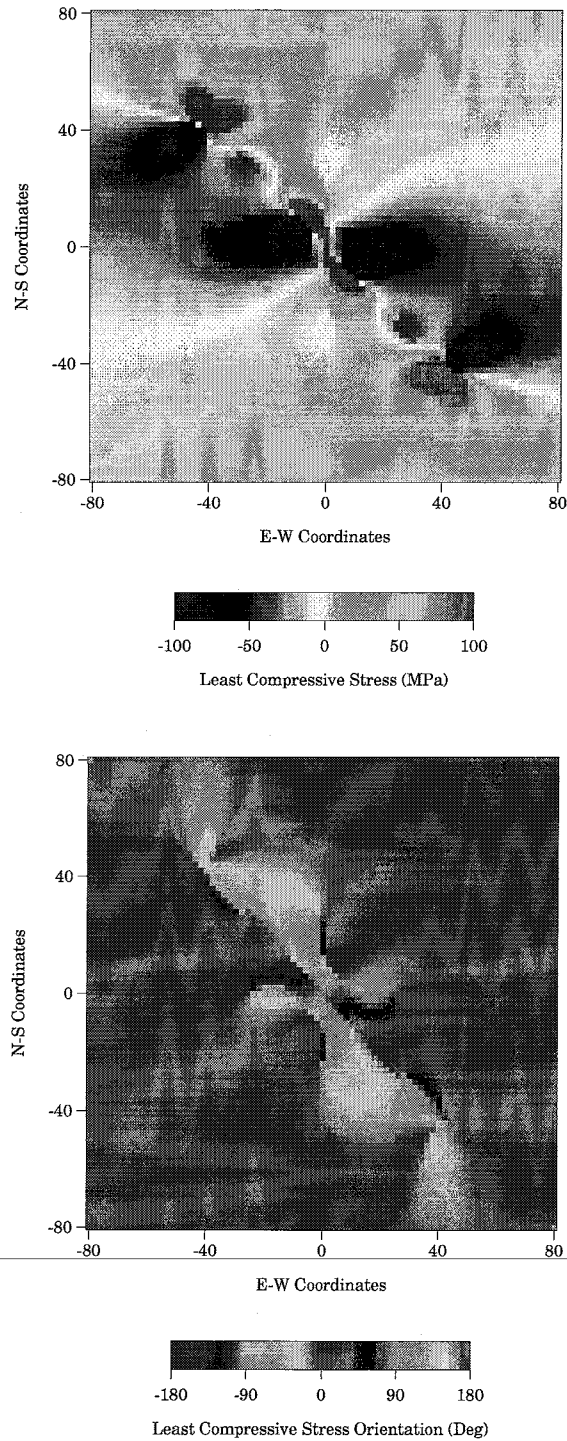 80
40
0
-40
-80
N-S Coordinates
-80 -40 0 40 80
E-W Coordinates
-100 -50 0 50 100
Least Compressive Stress (MPa)
80
40
0
-40
-80
N-S Coordinates
-80 -40 0 40 80
E-W Coordinates
-180 -90 0 90 180
Least Compressive Stress Orientation (Deg)